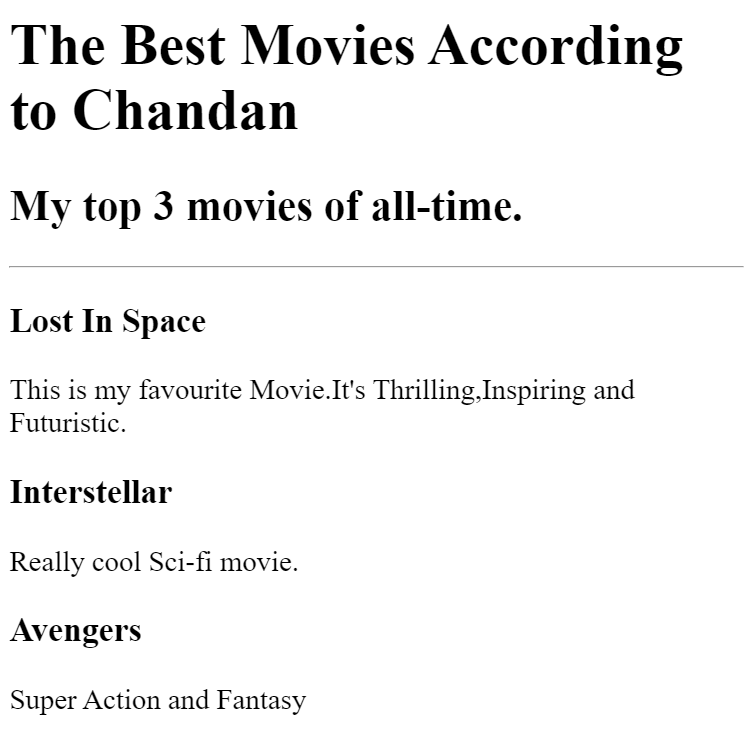 The Best Movies According
to Chandan
My top 3 movies of all-time.
Lost In Space
This is my favourite Movie.It's Thrilling,Inspiring and
Futuristic.
Interstellar
Really cool Sci-fi movie.
Avengers
Super Action and Fantasy